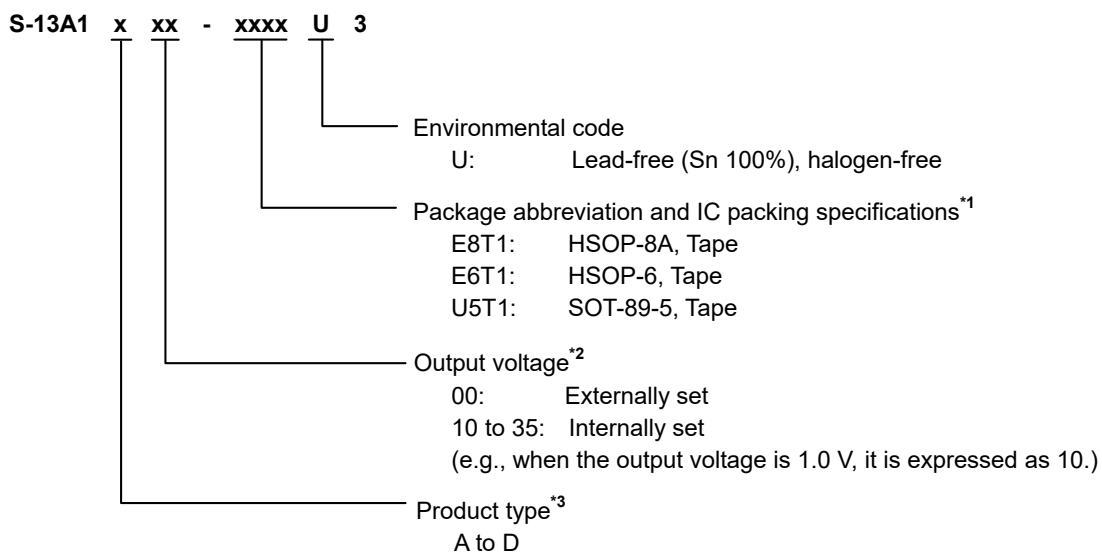 S-13A1 x xx - xxxx U 3
Environmental code
U: Lead-free (Sn 100%), halogen-free
Package abbreviation and IC packing specifications*1
E8T1: HSOP-8A, Tape
E6T1: HSOP-6, Tape
U5T1: SOT-89-5, Tape
Output voltage*2
00: Externally set
10 to 35: Internally set
(e.g., when the output voltage is 1.0 V, it is expressed as 10.)
Product type*3
A to D